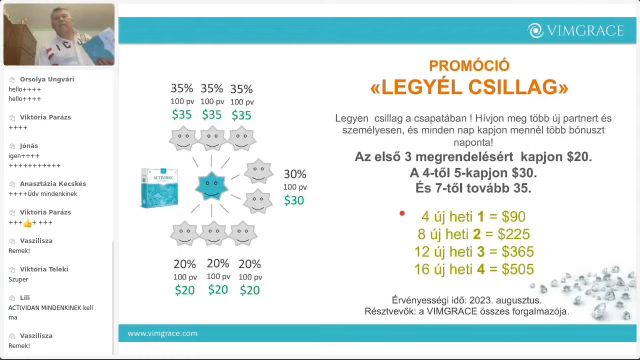 Orsolya Ungvári
hello++++
hello++++
Viktória Parázs
++++
Jónás
igen++++
+++++++++++
Anasztázia Kecskés
++++Üdv mindenkinek
Viktória Parázs
+++👍+ +++
Vaszilisza
Remek!
Viktória Teleki
Szuper
Lili
ACTIVIDAN MINDENKINEK kell
ma
Vaszilisza
Remek!
VIMGRACE
35% 35% 35%
100 pv 100 pv 100 pv
$35 $35 $35
30%
100 pv
$30
20% 20% 20%
100 pv 100 pv 100 pv
$20 $20 $20
PROMÓCIÓ
«LEGYÉL CSILLAG»
Legyen csillag a csapatában ! Hívjon meg több új partnert és
személyesen, és minden nap kapjon mennél több bónuszt
naponta!
Az első 3 megrendelésért kapjon $20.
A 4-től 5-kapjon $30.
És 7-től tovább 35.
4 új heti 1 = $90
8 új heti 2 = $225
12 új heti 3 = $365
16 új heti 4 = $505
Érvényességi idő: 2023. augusztus.
Résztvevők: a VIMGRACE összes forgalmazója.
www.vimgrace.com